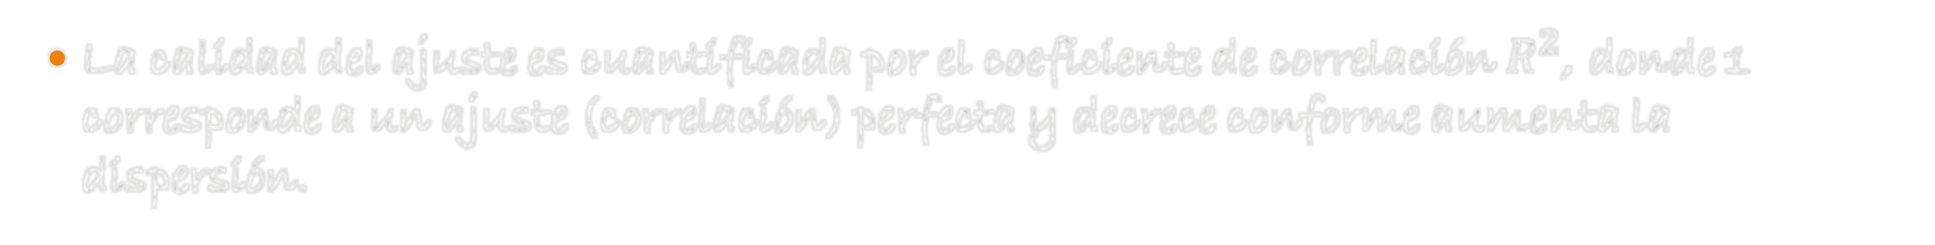 • La calidad del ajuste es cuantificada por el coeficiente de correlación R², donde 1
corresponde a un ajuste (correlación) perfecta y decrece conforme aumenta la
dispersión.